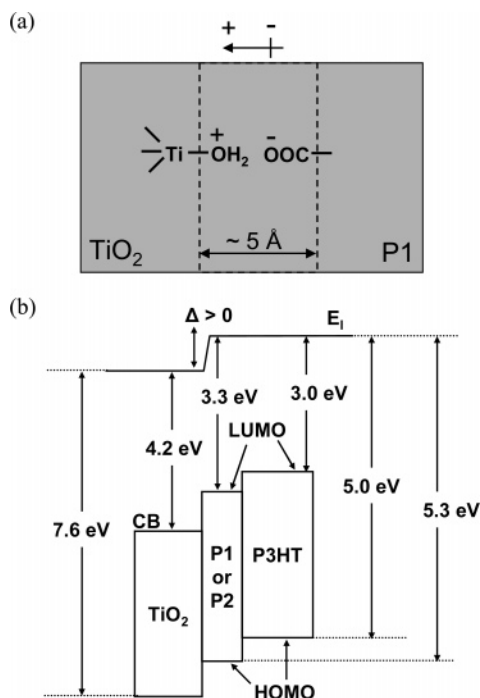 (a)
+ -
+ -
Ti OH2 OOC
TiO2 ~ 5 Å P1
(b)
Δ > 0 EI
3.3 eV 3.0 eV
LUMO
4.2 eV
5.0 eV
5.3 eV
7.6 eV
CB
P1
or
P2
P3HT
TiO2
HOMO